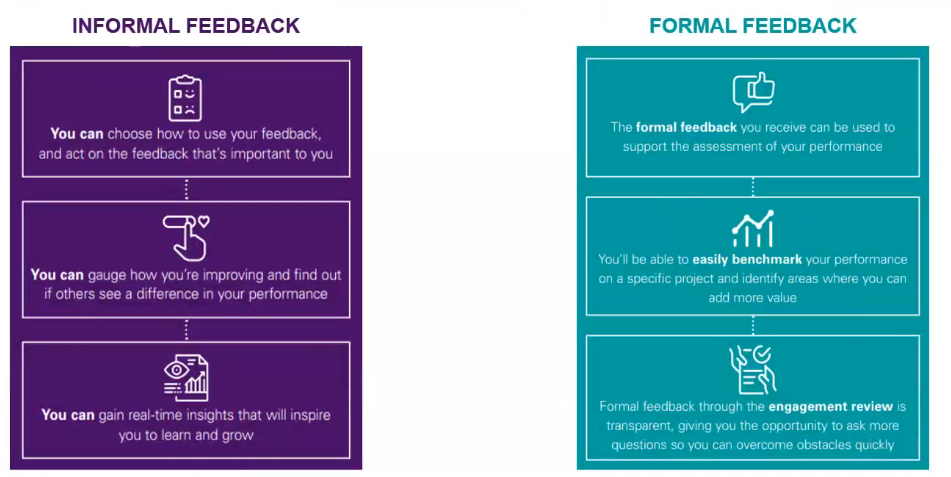 INFORMAL FEEDBACK
You can choose how to use your feedback,
and act on the feedback that's important to you
You can gauge how you're improving and find out
if others see a difference in your performance
You can gain real-time insights that will inspire
you to learn and grow
FORMAL FEEDBACK
The formal feedback you receive can be used to
support the assessment of your performance
You'll be able to easily benchmark your performance
on a specific project and identify areas where you can
add more value
Formal feedback through the engagement review is
transparent, giving you the opportunity to ask more
questions so you can overcome obstacles quickly